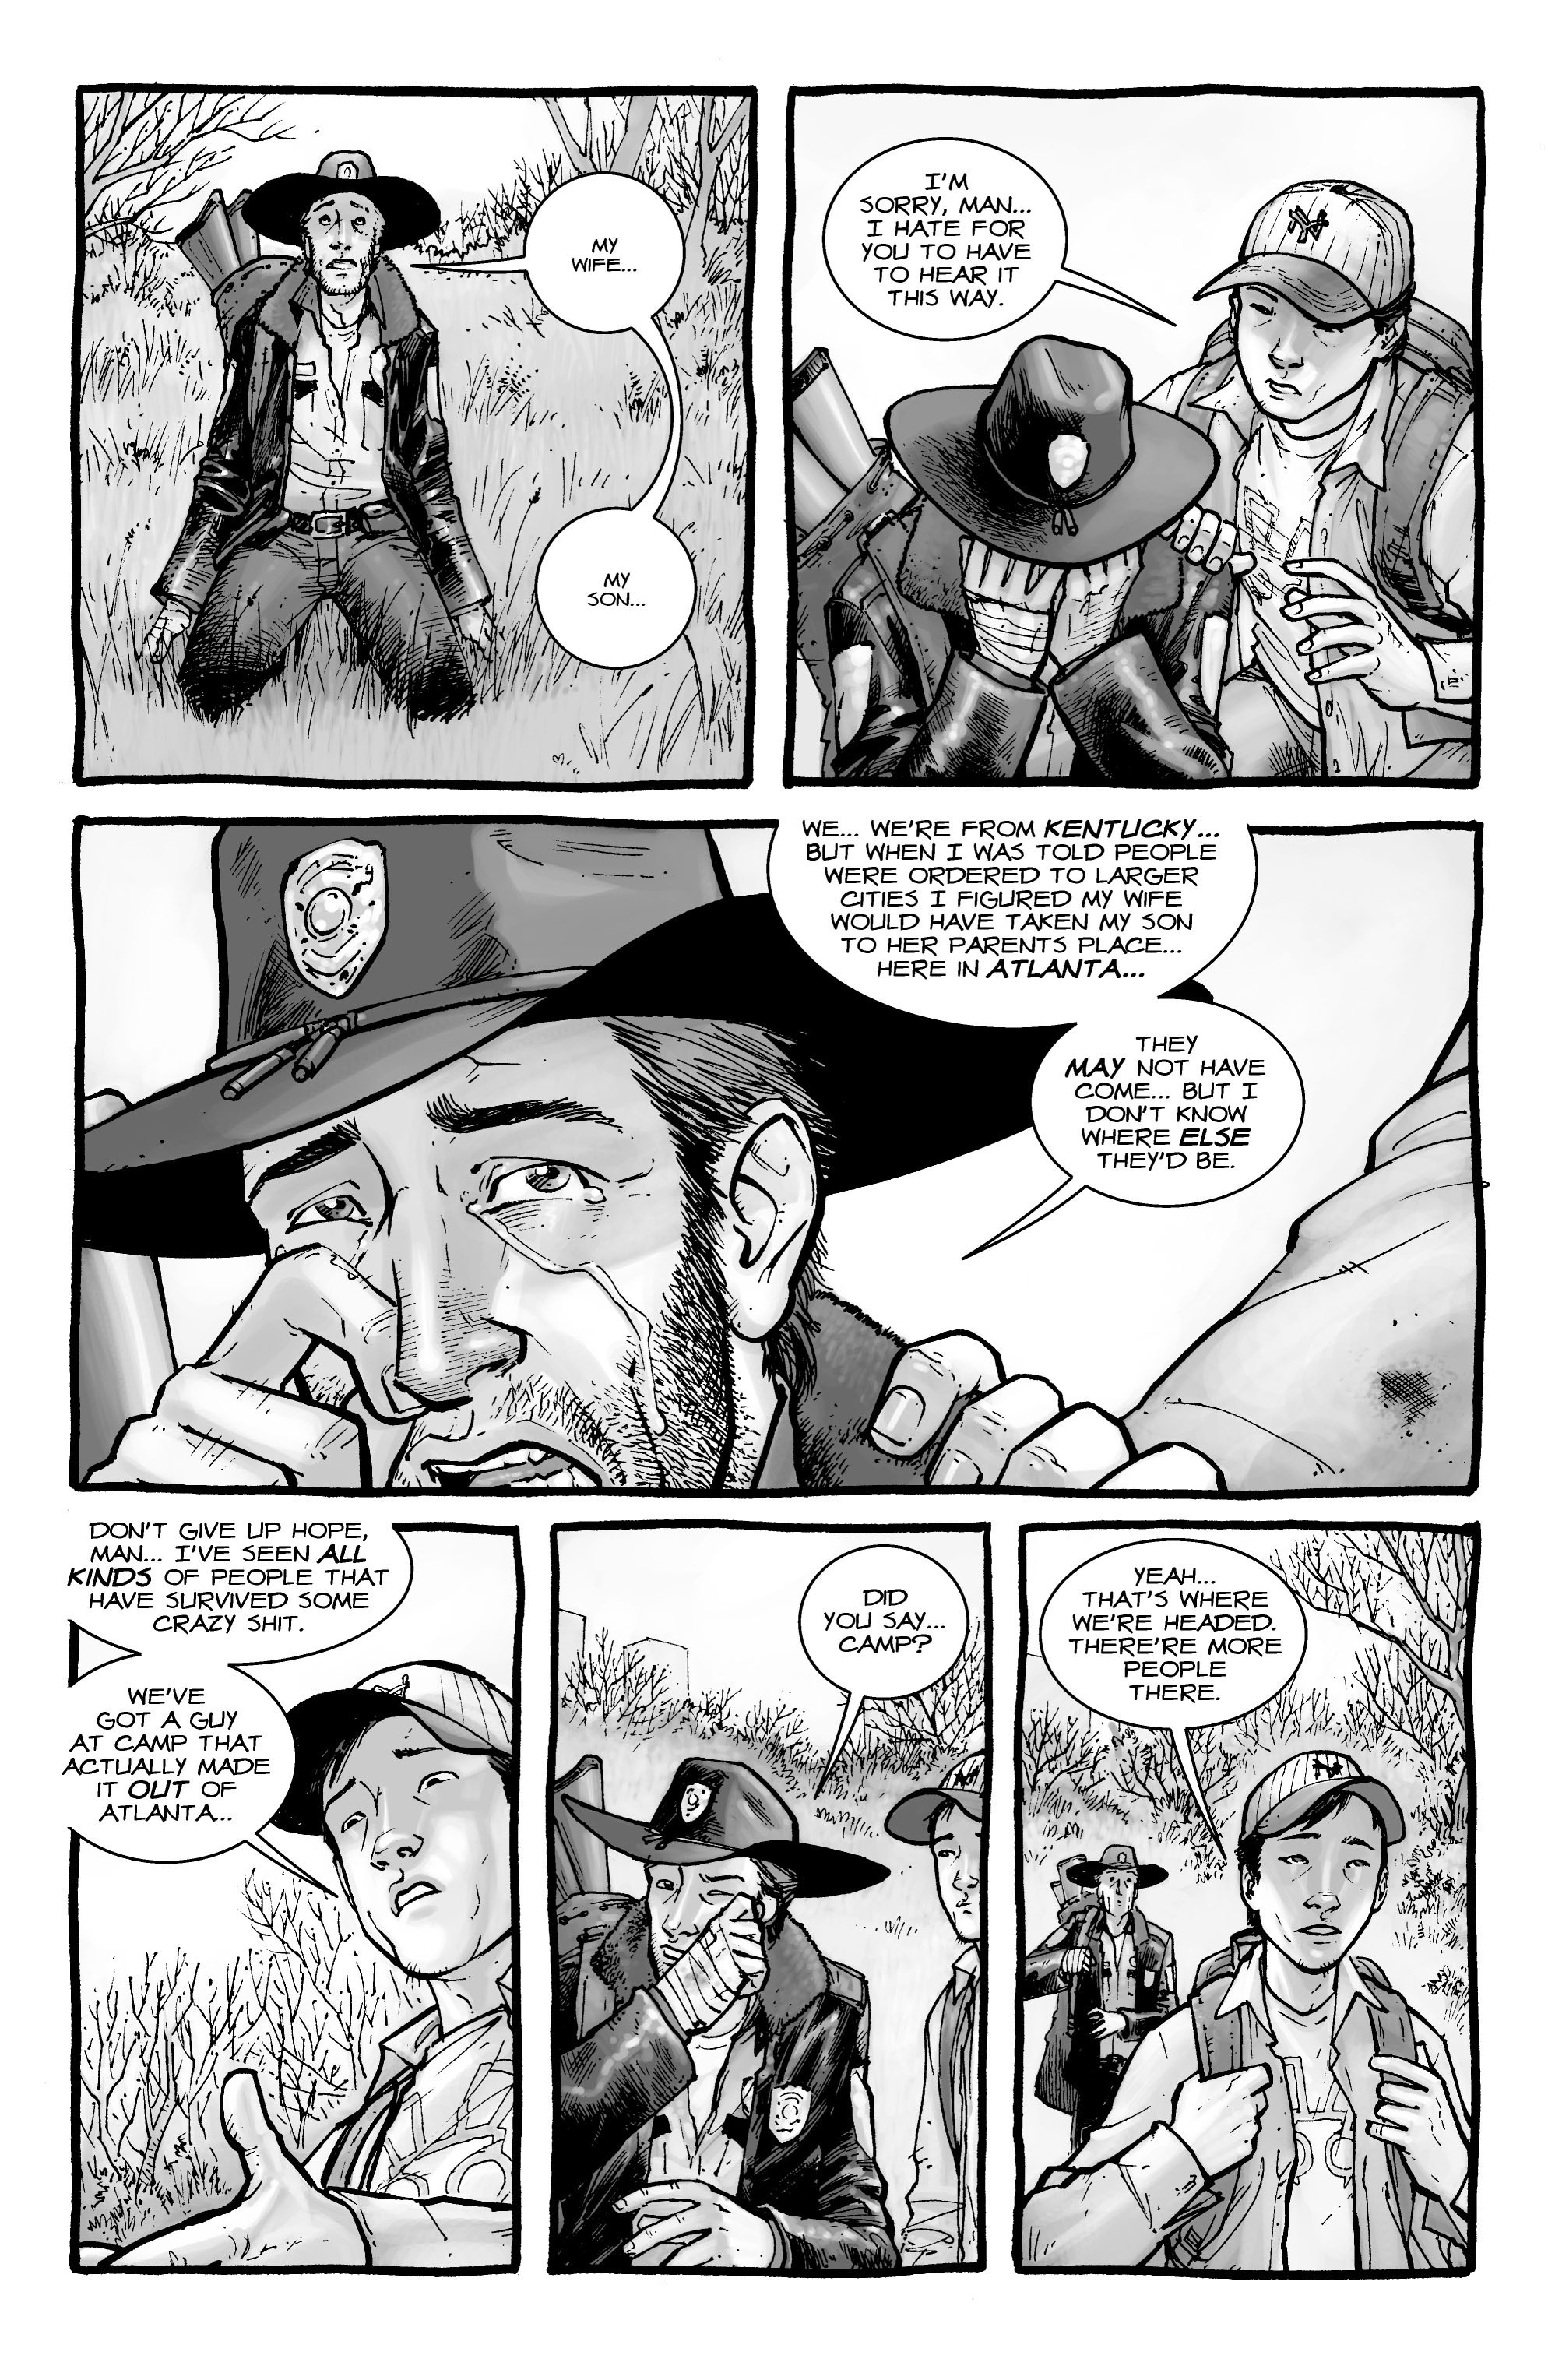 MY
WIFE...
MY
SON...
I'M
SORRY, MAN...
I HATE FOR
YOU TO HAVE
TO HEAR IT
THIS WAY.
NY
WE... WE'RE FROM KENTUCKY...
BUT WHEN I WAS TOLD PEOPLE
WERE ORDERED TO LARGER
CITIES I FIGURED MY WIFE
WOULD HAVE TAKEN MY SON
TO HER PARENTS PLACE...
HERE IN ATLANTA...
THEY
MAY NOT HAVE
COME... BUT I
DON'T KNOW
WHERE ELSE
THEY'D BE.
DON'T GIVE UP HOPE,
MAN... I'VE SEEN ALL
KINDS OF PEOPLE THAT
HAVE SURVIVED SOME
CRAZY SHIT.
WE'VE
GOT A GUY
AT CAMP THAT
ACTUALLY MADE
IT OUT OF
ATLANTA...
DID
YOU SAY...
CAMP?
YEAH...
THAT'S WHERE
WE'RE HEADED.
THERE'RE MORE
PEOPLE
THERE.